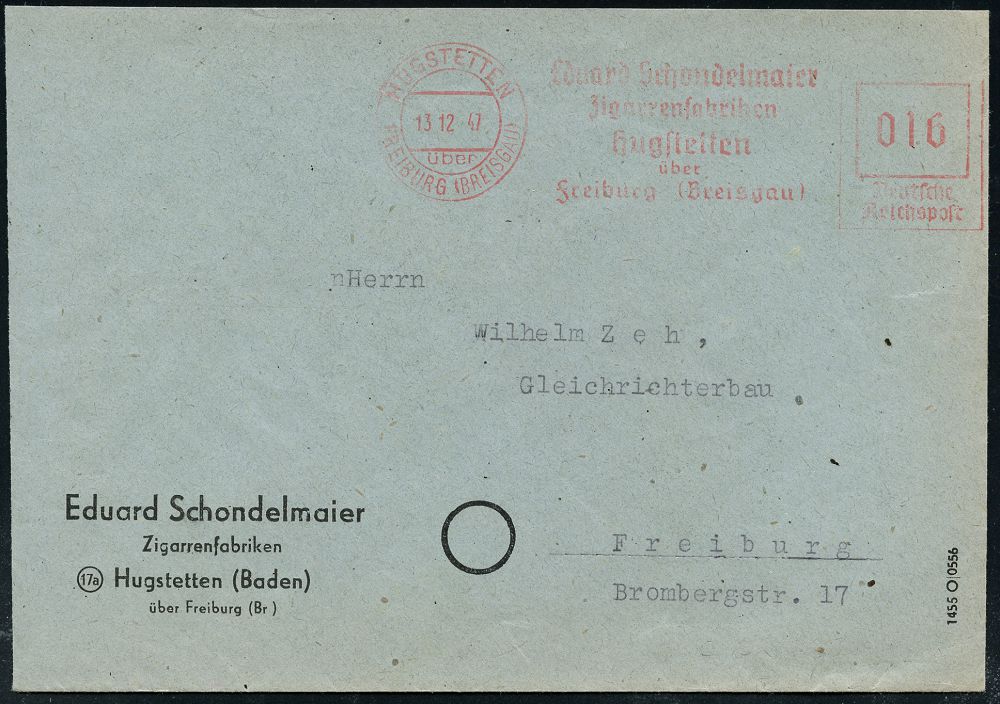 HUGSTETTEN
13.12.47
über
FREIBURG (BREISGAU)
Eduard Schondelmaier
Zigarrenfabriken
Hugstetten
über
Freiburg (Breisgau)
016
Deutsche
Reichspost
nHerrn
Wilhelm Z e h ,
Gleichrichterbau
Eduard Schondelmaier
Zigarrenfabriken
17a Hugstetten (Baden)
über Freiburg (Br)
F r e i b u r g
Brombergstr. 17
1455 O|0556